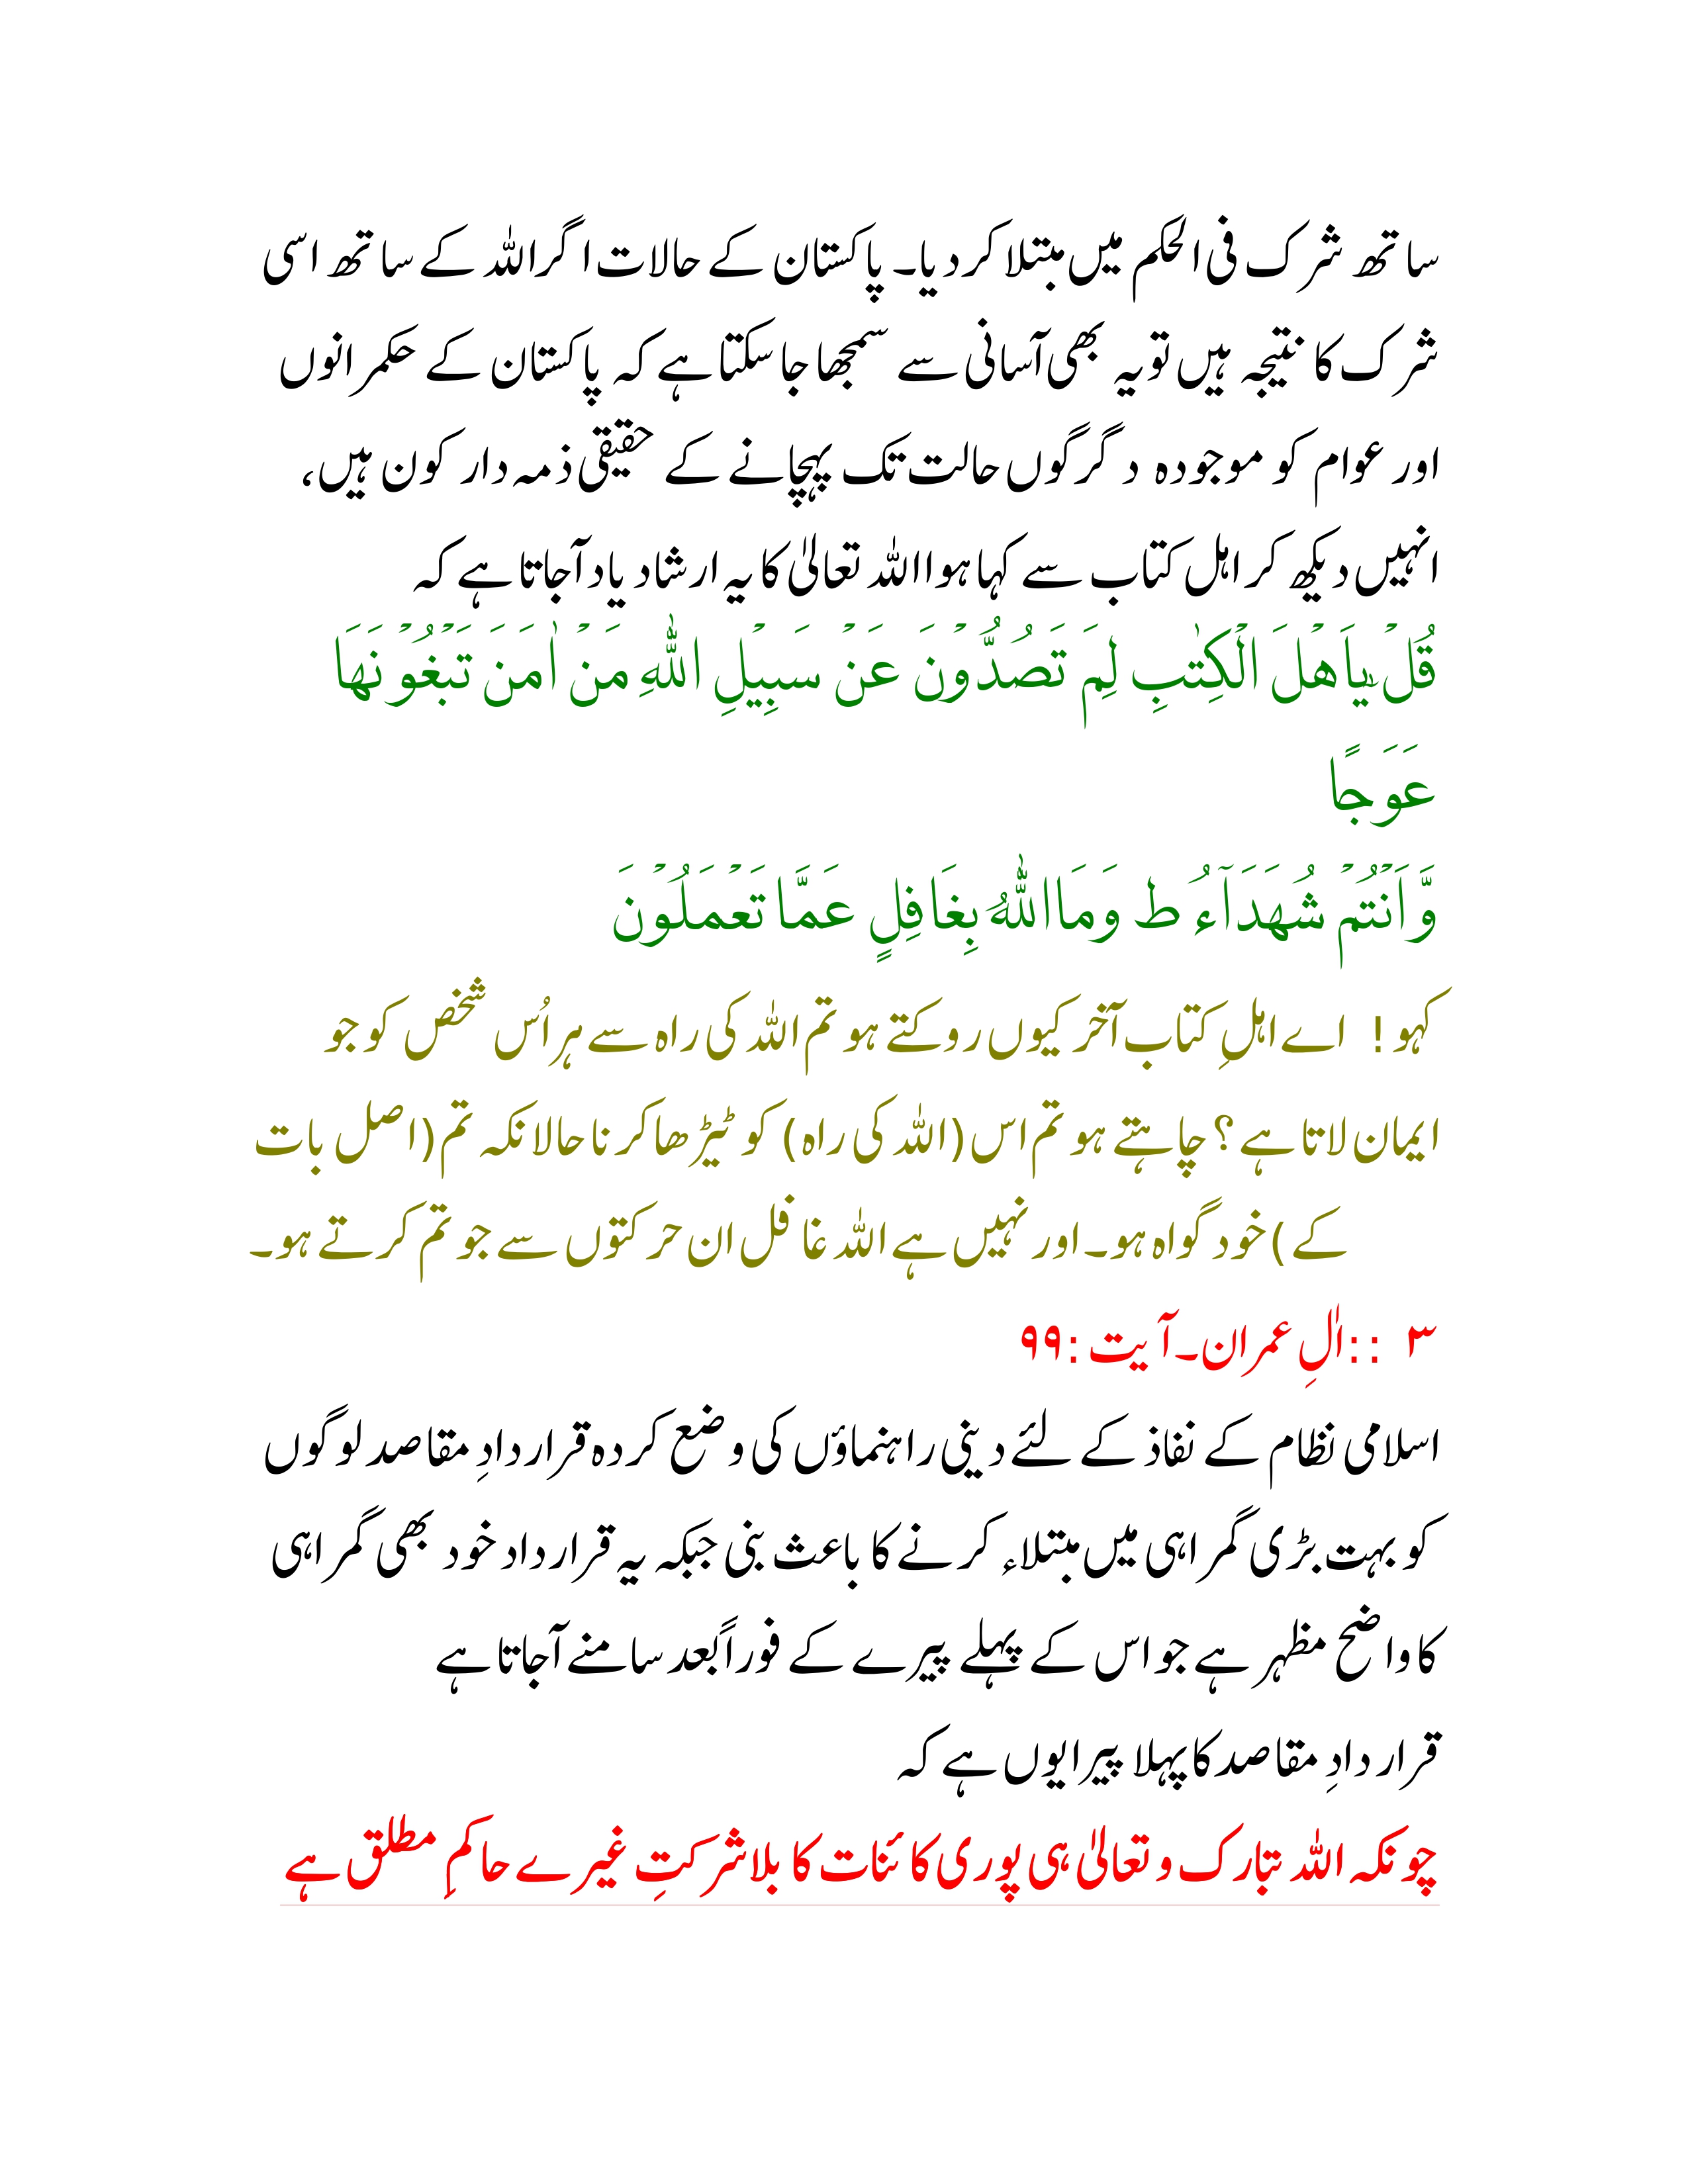 ساتھ شرک فی الحکم میں مبتلا کردیا۔ پاکستان کے حالات اگر اللہ کے ساتھ اسی
شرک کا نتیجہ ہیں تو یہ بھی آسانی سے سمجھا جاسکتا ہے کہ پاکستان کے حکمرانوں
اور عوام کو موجودہ دگرگوں حالت تک پہچانے کے حقیقی ذمہ دار کون ہیں،
انہیں دیکھ کر اہل کتاب سے کہا ہوا اللہ تعالیٰ کا یہ ارشاد یاد آجاتا ہے کہ
قُلۡ یٰاَهۡلَ الۡکِتٰبِ لِمَ تَصُدُّوۡنَ عَنۡ سَبِیۡلِ اللّٰهِ مَنۡ اٰمَنَ تَبۡغُوۡنَهَا
عَوَجًا
وَّاَنۡتُمۡ شُهَدَآءُ ط وَمَا اللّٰهُ بِغَافِلٍ عَمَّا تَعۡمَلُوۡنَ
کہو! اے اہلِ کتاب آخر کیوں روکتے ہو تم اللہ کی راہ سے ہر اُس شخص کو جو
ایمان لاتا ہے؟ چاہتے ہو تم اس (اللہ کی راہ) کو ٹیڑھا کرنا حالانکہ تم (اصل بات
کے) خود گواہ ہو۔ اور نہیں ہے اللہ غافل ان حرکتوں سے جو تم کرتے ہو۔
۳ ::اٰلِ عمران۔ آیت :۹۹
اسلامی نظام کے نفاذ کے لئے دینی راہنماؤں کی وضع کردہ قراردادِ مقاصد لوگوں
کو بہت بڑی گمراہی میں مبتلاء کرنے کا باعث بنی جبکہ یہ قرارداد خود بھی گمراہی
کا واضح مظہر ہے جو اس کے پہلے پیرے کے فوراً بعد سامنے آجاتا ہے
قراردادِ مقاصد کا پہلا پیرا یوں ہے کہ
چونکہ اللہ تبارک و تعالیٰ ہی پوری کائنات کا بلاشرکتِ غیرے حاکمِ مطلق ہے